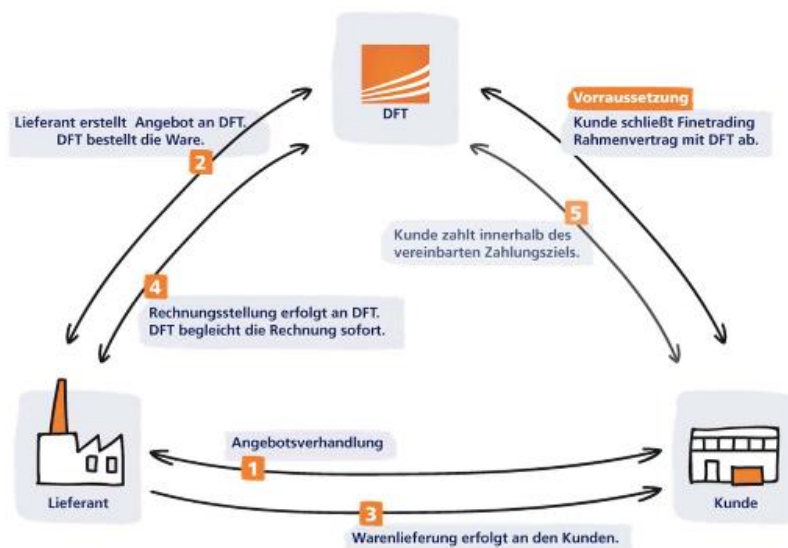 DFT
Vorraussetzung
Kunde schließt Finetrading
Rahmenvertrag mit DFT ab.
Lieferant erstellt Angebot an DFT.
DFT bestellt die Ware.
2
5
Kunde zahlt innerhalb des
vereinbarten Zahlungsziels.
4
Rechnungsstellung erfolgt an DFT.
DFT begleicht die Rechnung sofort.
Angebotsverhandlung
1
Lieferant
Kunde
3
Warenlieferung erfolgt an den Kunden.